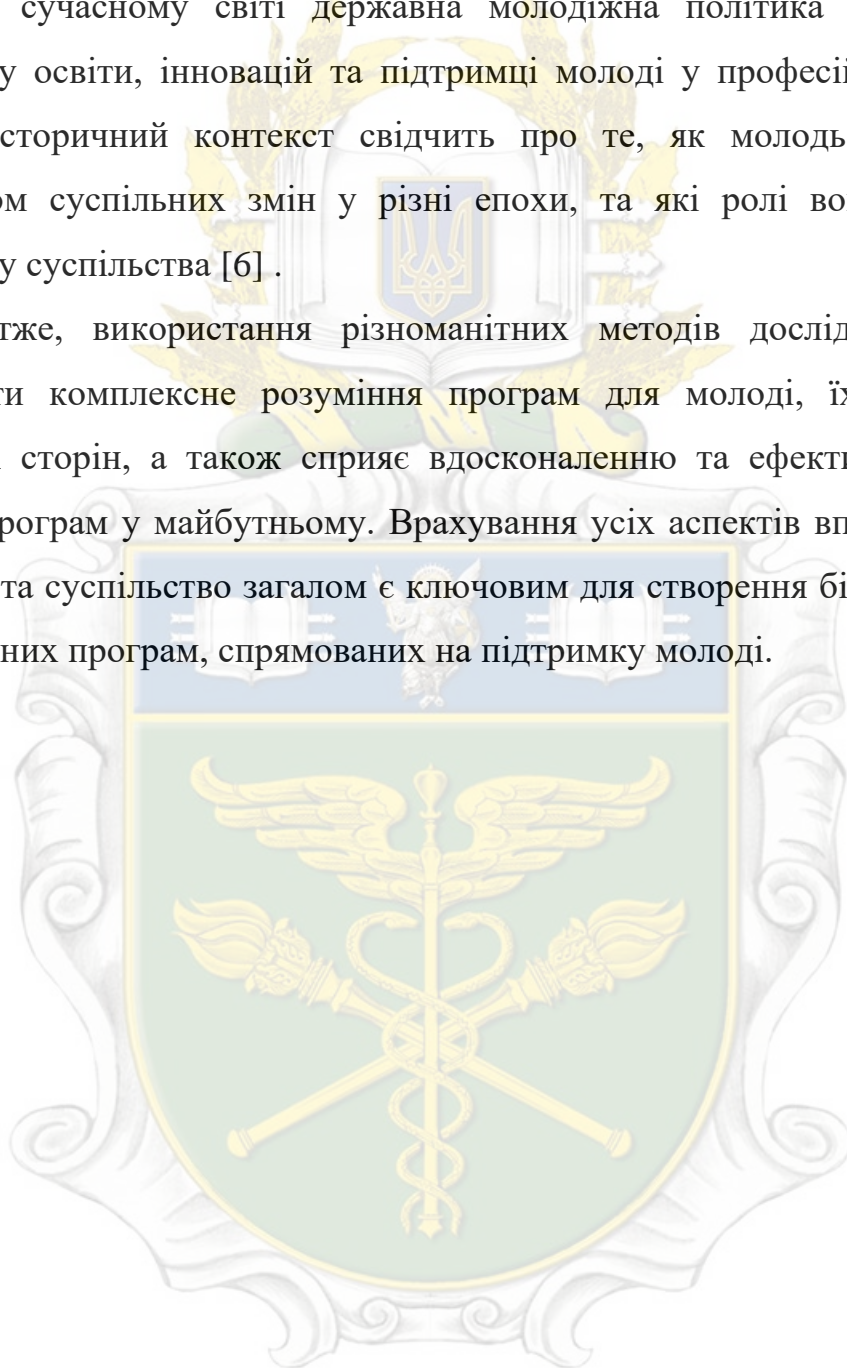 сучасному світі державна молодіжна політика
у освіти, інновацій та підтримці молоді у професій
сторичний контекст свідчить про те, як молодь
ом суспільних змін у різні епохи, та які ролі во
у суспільства [6] .
тже, використання різноманітних методів дослід
ти комплексне розуміння програм для молоді, їх
сторін, а також сприяє вдосконаленню та ефекти
рограм у майбутньому. Врахування усіх аспектів вп
та суспільство загалом є ключовим для створення бі
них програм, спрямованих на підтримку молоді.